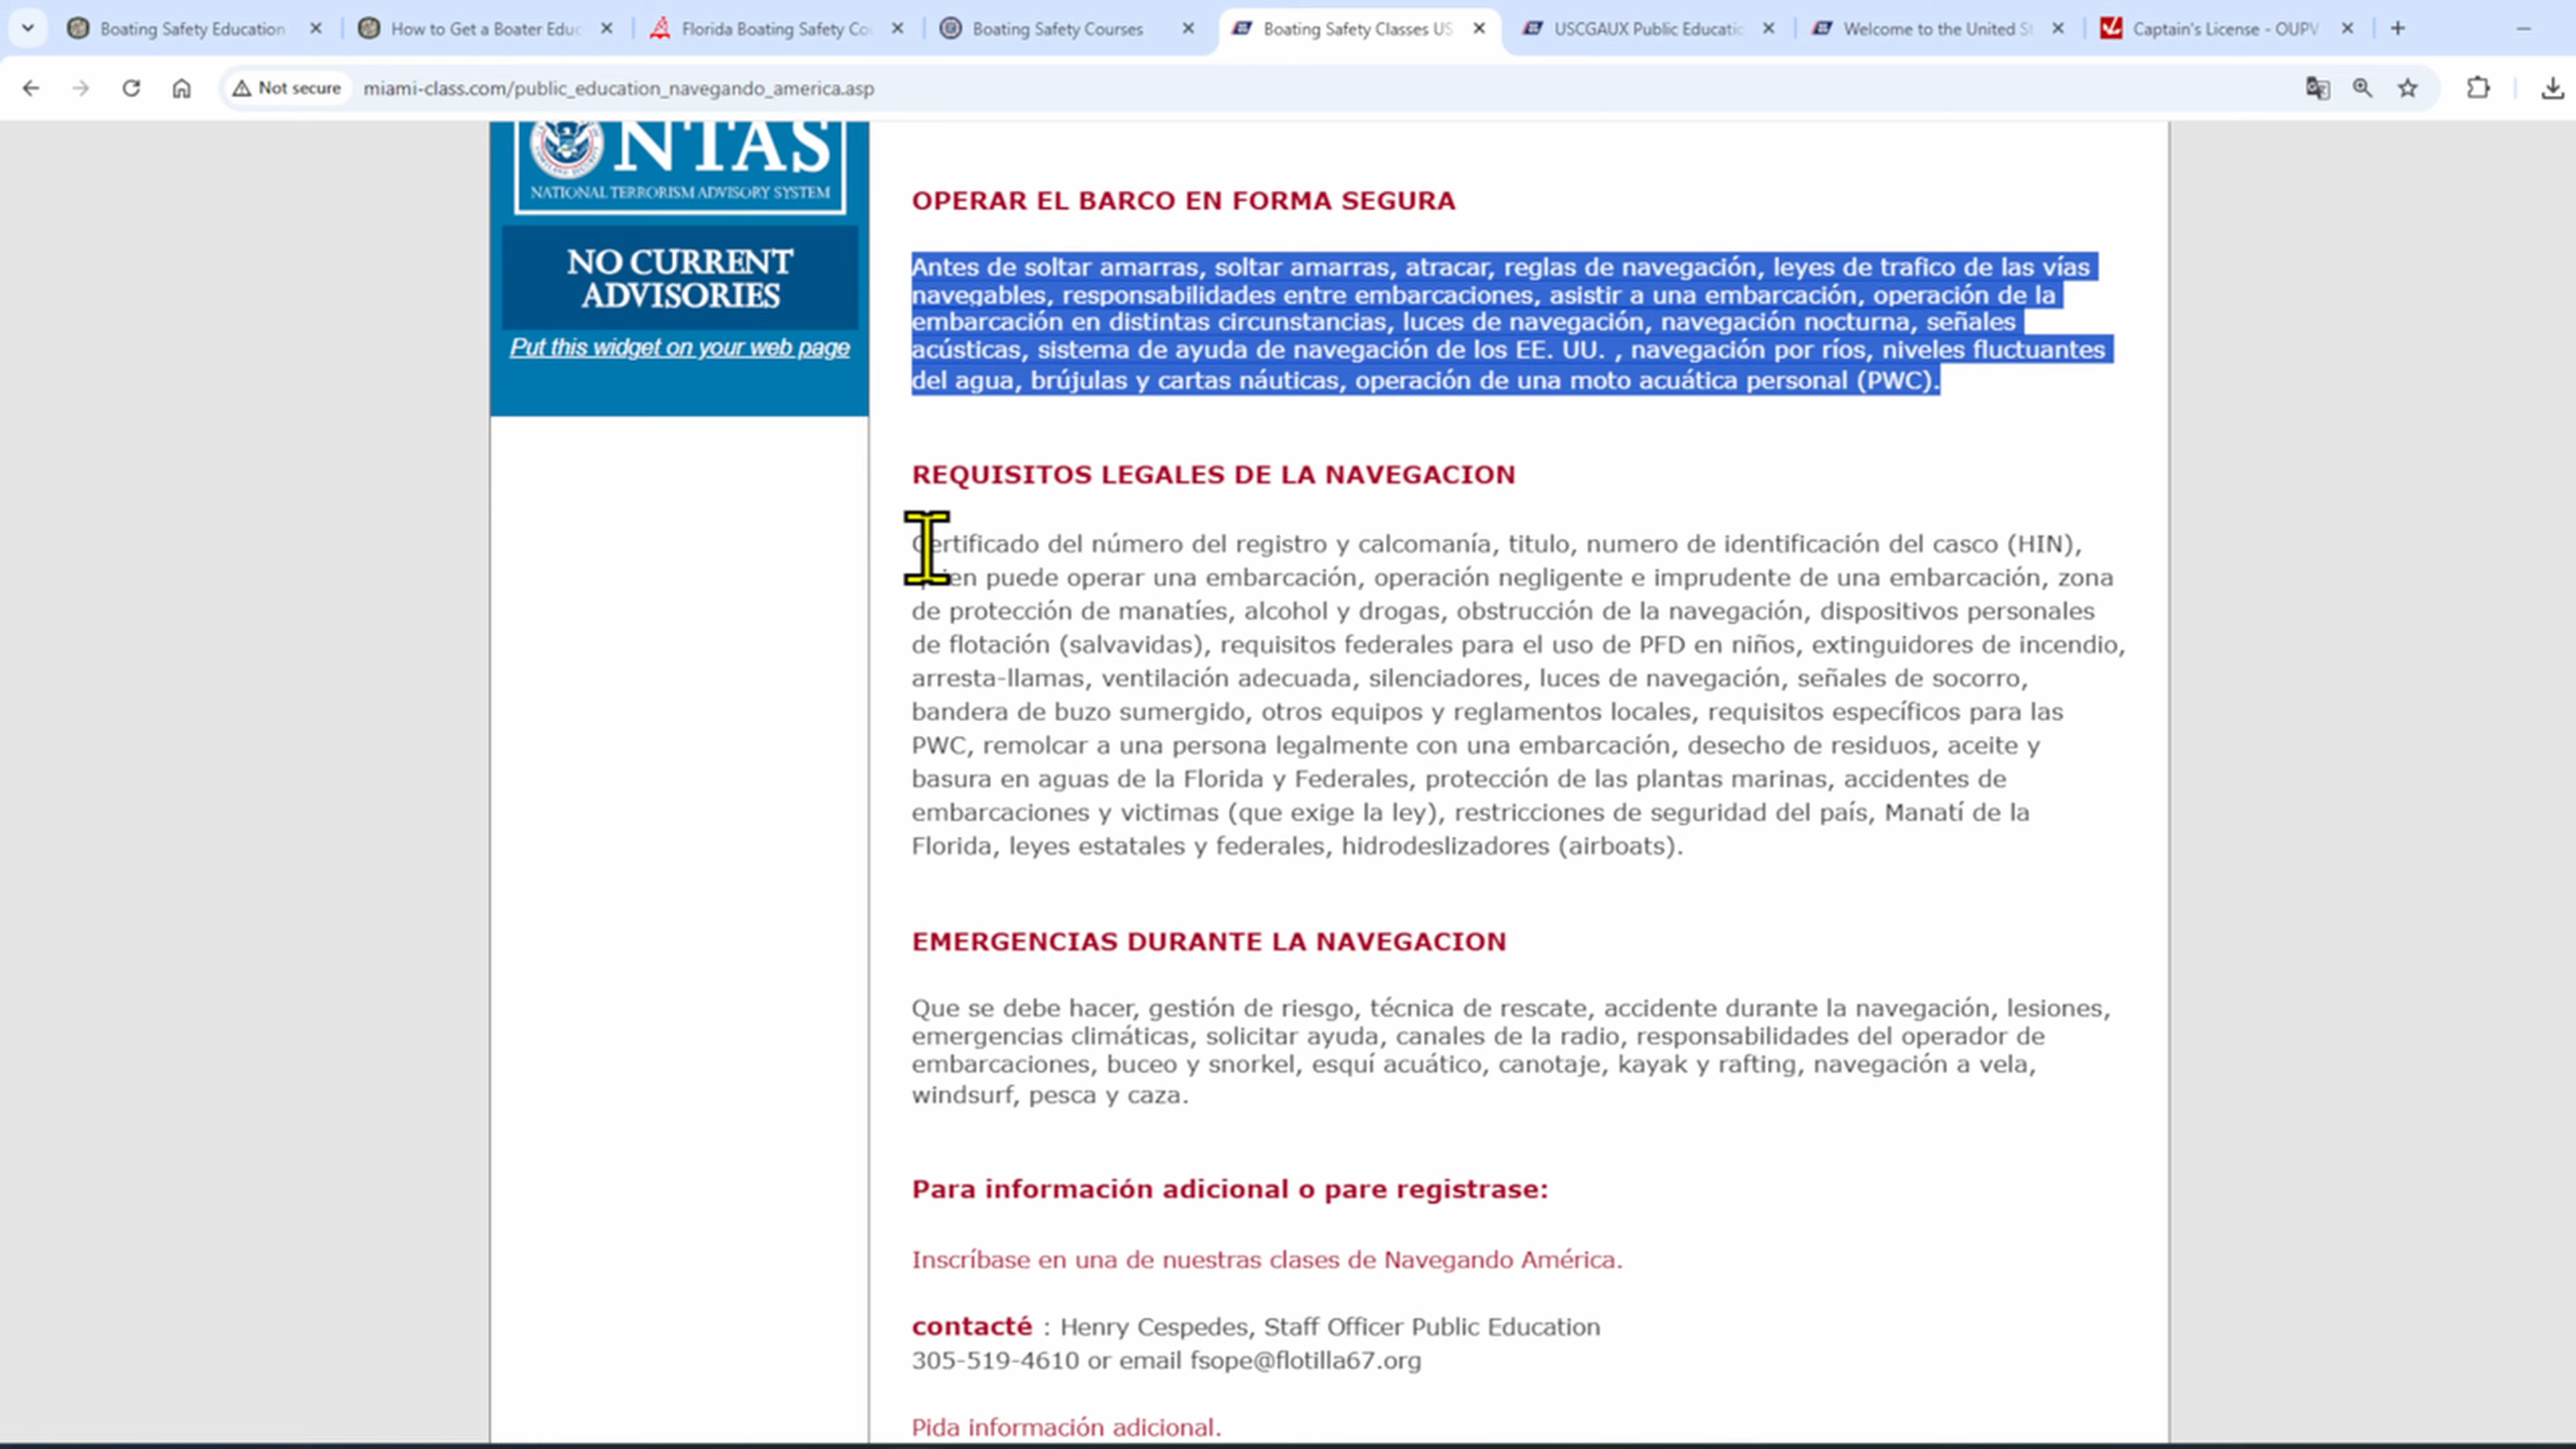 Boating Safety Education
How to Get a Boater Educ
Florida Boating Safety Co
Boating Safety Courses
Boating Safety Classes US
USCGAUX Public Educatio
Welcome to the United St
Captain's License - OUPV
Not secure
miami-class.com/public_education_navegando_america.asp
NTAS
NATIONAL TERRORISM ADVISORY SYSTEM
NO CURRENT
ADVISORIES
Put this widget on your web page
OPERAR EL BARCO EN FORMA SEGURA
Antes de soltar amarras, soltar amarras, atracar, reglas de navegación, leyes de trafico de las vías
navegables, responsabilidades entre embarcaciones, asistir a una embarcación, operación de la
embarcación en distintas circunstancias, luces de navegación, navegación nocturna, señales
acústicas, sistema de ayuda de navegación de los EE. UU. , navegación por ríos, niveles fluctuantes
del agua, brújulas y cartas náuticas, operación de una moto acuática personal (PWC).
REQUISITOS LEGALES DE LA NAVEGACION
Certificado del número del registro y calcomanía, titulo, numero de identificación del casco (HIN),
puede operar una embarcación, operación negligente e imprudente de una embarcación, zona
de protección de manatíes, alcohol y drogas, obstrucción de la navegación, dispositivos personales
de flotación (salvavidas), requisitos federales para el uso de PFD en niños, extinguidores de incendio,
arresta-llamas, ventilación adecuada, silenciadores, luces de navegación, señales de socorro,
bandera de buzo sumergido, otros equipos y reglamentos locales, requisitos específicos para las
PWC, remolcar a una persona legalmente con una embarcación, desecho de residuos, aceite y
basura en aguas de la Florida y Federales, protección de las plantas marinas, accidentes de
embarcaciones y victimas (que exige la ley), restricciones de seguridad del país, Manatí de la
Florida, leyes estatales y federales, hidrodeslizadores (airboats).
EMERGENCIAS DURANTE LA NAVEGACION
Que se debe hacer, gestión de riesgo, técnica de rescate, accidente durante la navegación, lesiones,
emergencias climáticas, solicitar ayuda, canales de la radio, responsabilidades del operador de
embarcaciones, buceo y snorkel, esquí acuático, canotaje, kayak y rafting, navegación a vela,
windsurf, pesca y caza.
Para información adicional o pare registrase:
Inscríbase en una de nuestras clases de Navegando América.
contacté : Henry Cespedes, Staff Officer Public Education
305-519-4610 or email fsope@flotilla67.org
Pida información adicional.